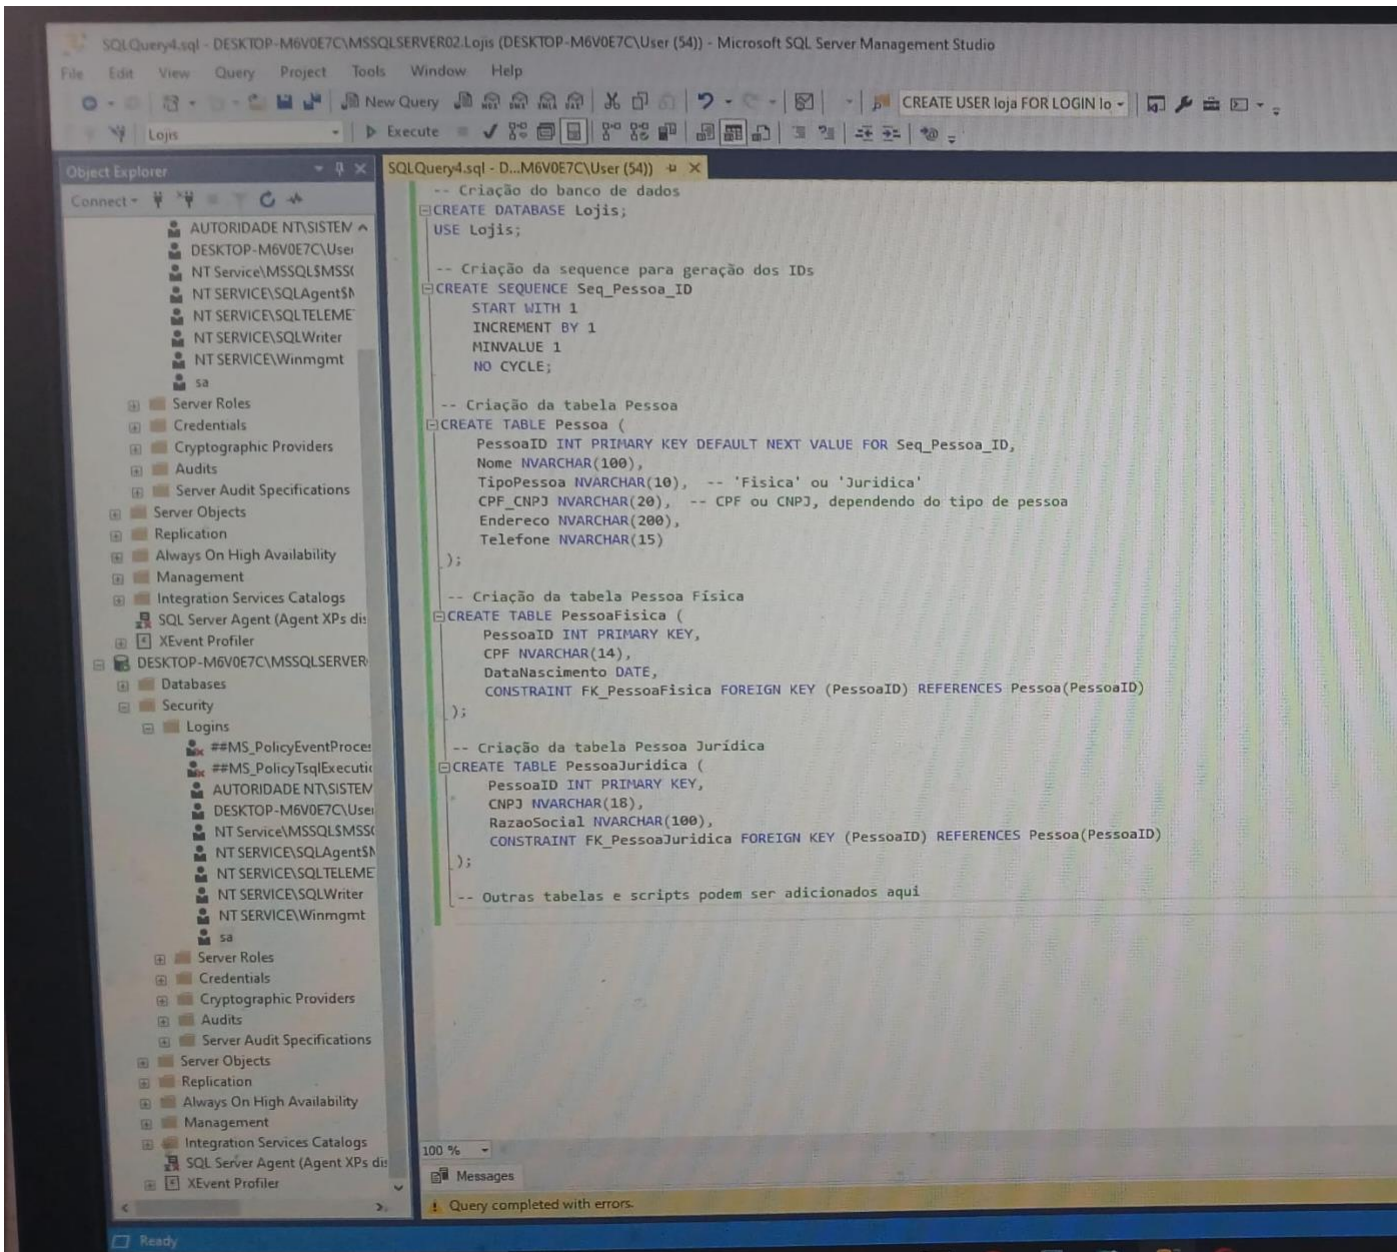 SQLQuery4.sql - DESKTOP-M6V0E7C\MSSQLSERVER02.Lojis (DESKTOP-M6V0E7C\User (54)) - Microsoft SQL Server Management Studio
File Edit View Query Project Tools Window Help
New Query CREATE USER loja FOR LOGIN lo
Lojis Execute
Object Explorer
Connect
AUTORIDADE NT\SISTEM
DESKTOP-M6V0E7C\User
NT Service\MSSQL$MSS
NT SERVICE\SQLAgent$
NT SERVICE\SQLTELEME
NT SERVICE\SQLWriter
NT SERVICE\Winmgmt
sa
Server Roles
Credentials
Cryptographic Providers
Audits
Server Audit Specifications
Server Objects
Replication
Always On High Availability
Management
Integration Services Catalogs
SQL Server Agent (Agent XPs dis
XEvent Profiler
DESKTOP-M6V0E7C\MSSQLSERVER
Databases
Security
Logins
##MS_PolicyEventProces
##MS_PolicyTsqlExecutio
AUTORIDADE NT\SISTEM
DESKTOP-M6V0E7C\User
NT Service\MSSQL$MSS
NT SERVICE\SQLAgent$
NT SERVICE\SQLTELEME
NT SERVICE\SQLWriter
NT SERVICE\Winmgmt
sa
Server Roles
Credentials
Cryptographic Providers
Audits
Server Audit Specifications
Server Objects
Replication
Always On High Availability
Management
Integration Services Catalogs
SQL Server Agent (Agent XPs dis
XEvent Profiler
SQLQuery4.sql - D...M6V0E7C\User (54))
-- Criação do banco de dados
CREATE DATABASE Lojis;
USE Lojis;
-- Criação da sequence para geração dos IDs
CREATE SEQUENCE Seq_Pessoa_ID
START WITH 1
INCREMENT BY 1
MINVALUE 1
NO CYCLE;
-- Criação da tabela Pessoa
CREATE TABLE Pessoa (
PessoaID INT PRIMARY KEY DEFAULT NEXT VALUE FOR Seq_Pessoa_ID,
Nome NVARCHAR(100),
TipoPessoa NVARCHAR(10), -- 'Fisica' ou 'Juridica'
CPF_CNPJ NVARCHAR(20), -- CPF ou CNPJ, dependendo do tipo de pessoa
Endereco NVARCHAR(200),
Telefone NVARCHAR(15)
);
-- Criação da tabela Pessoa Física
CREATE TABLE PessoaFisica (
PessoaID INT PRIMARY KEY,
CPF NVARCHAR(14),
DataNascimento DATE,
CONSTRAINT FK_PessoaFisica FOREIGN KEY (PessoaID) REFERENCES Pessoa(PessoaID)
);
-- Criação da tabela Pessoa Jurídica
CREATE TABLE PessoaJuridica (
PessoaID INT PRIMARY KEY,
CNPJ NVARCHAR(18),
RazaoSocial NVARCHAR(100),
CONSTRAINT FK_PessoaJuridica FOREIGN KEY (PessoaID) REFERENCES Pessoa(PessoaID)
);
-- Outras tabelas e scripts podem ser adicionados aqui
100 %
Messages
Query completed with errors.
Ready